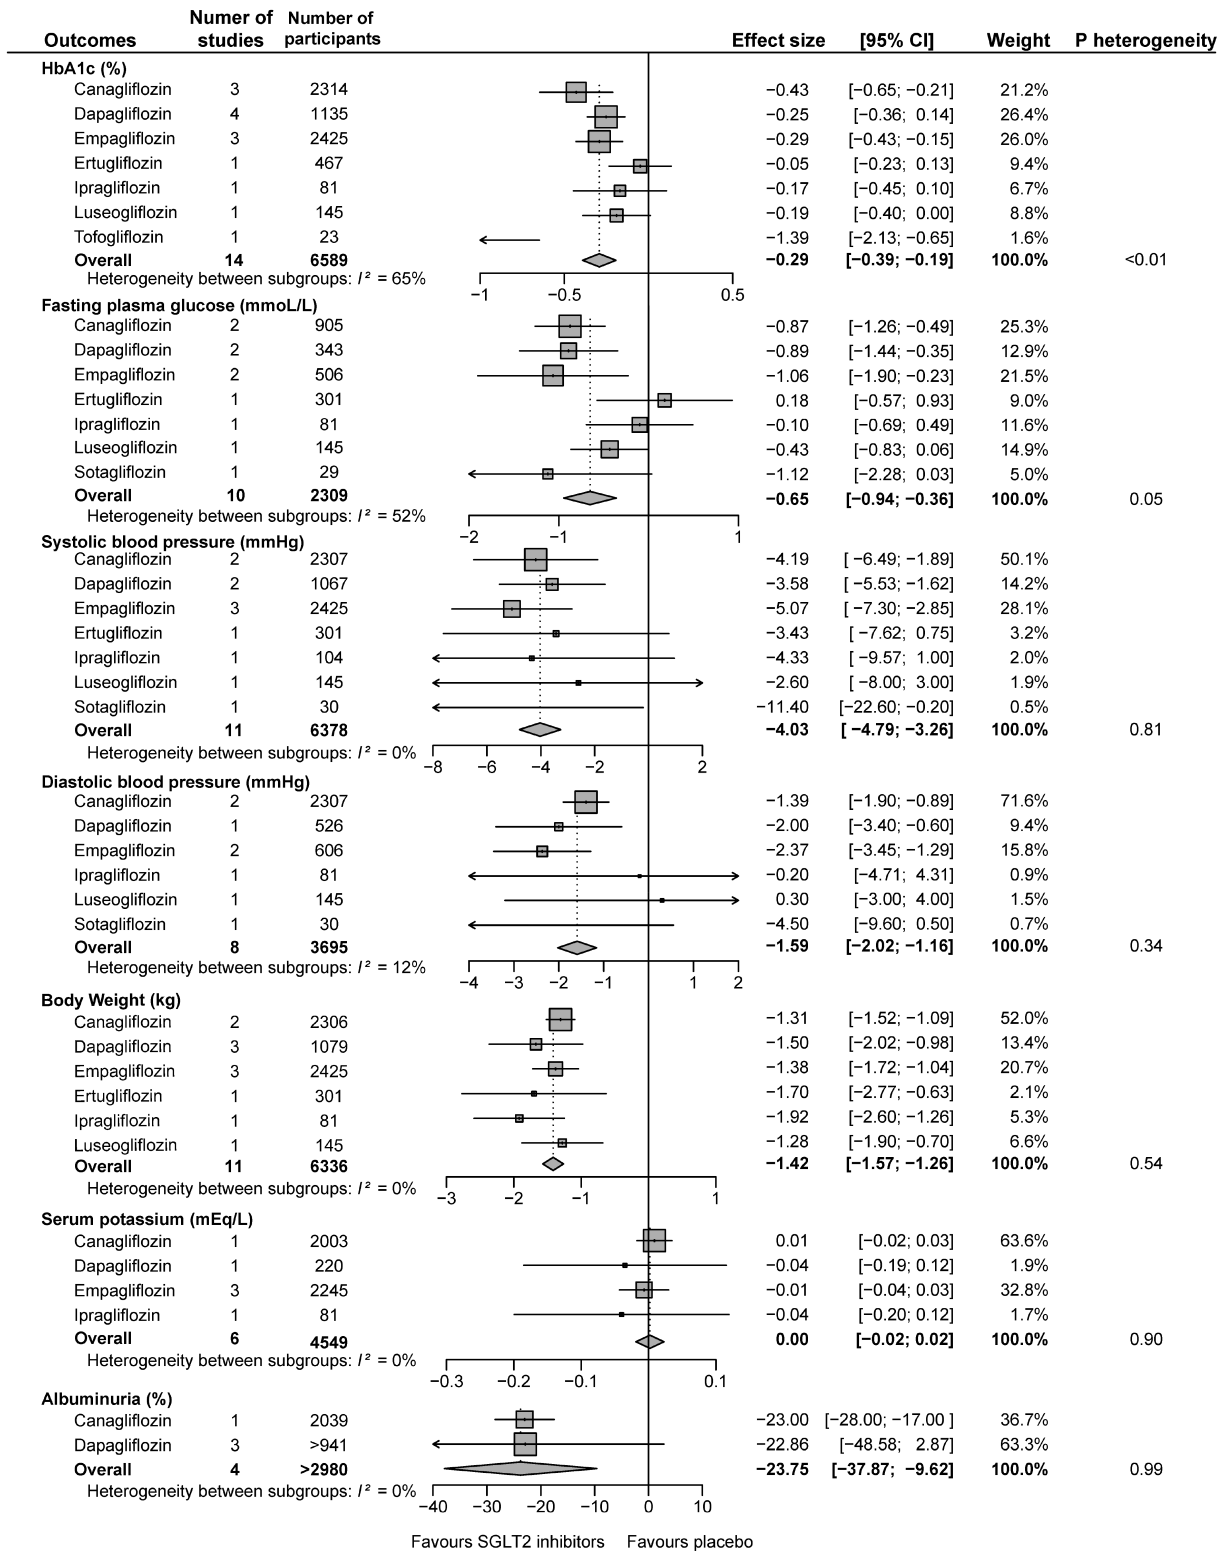 Outcomes Numer of studies Number of participants Effect size [95% CI] Weight P heterogeneity
HbA1c (%)
Canagliflozin 3 2314 −0.43 [−0.65; −0.21] 21.2%
Dapagliflozin 4 1135 −0.25 [−0.36; 0.14] 26.4%
Empagliflozin 3 2425 −0.29 [−0.43; −0.15] 26.0%
Ertugliflozin 1 467 −0.05 [−0.23; 0.13] 9.4%
Ipragliflozin 1 81 −0.17 [−0.45; 0.10] 6.7%
Luseogliflozin 1 145 −0.19 [−0.40; 0.00] 8.8%
Tofogliflozin 1 23 −1.39 [−2.13; −0.65] 1.6%
Overall 14 6589 −0.29 [−0.39; −0.19] 100.0% <0.01
Heterogeneity between subgroups: I² = 65%
−1 −0.5 0.5
Fasting plasma glucose (mmoL/L)
Canagliflozin 2 905 −0.87 [−1.26; −0.49] 25.3%
Dapagliflozin 2 343 −0.89 [−1.44; −0.35] 12.9%
Empagliflozin 2 506 −1.06 [−1.90; −0.23] 21.5%
Ertugliflozin 1 301 0.18 [−0.57; 0.93] 9.0%
Ipragliflozin 1 81 −0.10 [−0.69; 0.49] 11.6%
Luseogliflozin 1 145 −0.43 [−0.83; 0.06] 14.9%
Sotagliflozin 1 29 −1.12 [−2.28; 0.03] 5.0%
Overall 10 2309 −0.65 [−0.94; −0.36] 100.0% 0.05
Heterogeneity between subgroups: I² = 52%
−2 −1 1
Systolic blood pressure (mmHg)
Canagliflozin 2 2307 −4.19 [ −6.49; −1.89] 50.1%
Dapagliflozin 2 1067 −3.58 [ −5.53; −1.62] 14.2%
Empagliflozin 3 2425 −5.07 [ −7.30; −2.85] 28.1%
Ertugliflozin 1 301 −3.43 [ −7.62; 0.75] 3.2%
Ipragliflozin 1 104 −4.33 [ −9.57; 1.00] 2.0%
Luseogliflozin 1 145 −2.60 [ −8.00; 3.00] 1.9%
Sotagliflozin 1 30 −11.40 [−22.60; −0.20] 0.5%
Overall 11 6378 −4.03 [ −4.79; −3.26] 100.0% 0.81
Heterogeneity between subgroups: I² = 0%
−8 −6 −4 −2 2
Diastolic blood pressure (mmHg)
Canagliflozin 2 2307 −1.39 [−1.90; −0.89] 71.6%
Dapagliflozin 1 526 −2.00 [−3.40; −0.60] 9.4%
Empagliflozin 2 606 −2.37 [−3.45; −1.29] 15.8%
Ipragliflozin 1 81 −0.20 [−4.71; 4.31] 0.9%
Luseogliflozin 1 145 0.30 [−3.00; 4.00] 1.5%
Sotagliflozin 1 30 −4.50 [−9.60; 0.50] 0.7%
Overall 8 3695 −1.59 [−2.02; −1.16] 100.0% 0.34
Heterogeneity between subgroups: I² = 12%
−4 −3 −2 −1 1 2
Body Weight (kg)
Canagliflozin 2 2306 −1.31 [−1.52; −1.09] 52.0%
Dapagliflozin 3 1079 −1.50 [−2.02; −0.98] 13.4%
Empagliflozin 3 2425 −1.38 [−1.72; −1.04] 20.7%
Ertugliflozin 1 301 −1.70 [−2.77; −0.63] 2.1%
Ipragliflozin 1 81 −1.92 [−2.60; −1.26] 5.3%
Luseogliflozin 1 145 −1.28 [−1.90; −0.70] 6.6%
Overall 11 6336 −1.42 [−1.57; −1.26] 100.0% 0.54
Heterogeneity between subgroups: I² = 0%
−3 −2 −1 1
Serum potassium (mEq/L)
Canagliflozin 1 2003 0.01 [−0.02; 0.03] 63.6%
Dapagliflozin 1 220 −0.04 [−0.19; 0.12] 1.9%
Empagliflozin 3 2245 −0.01 [−0.04; 0.03] 32.8%
Ipragliflozin 1 81 −0.04 [−0.20; 0.12] 1.7%
Overall 6 4549 0.00 [−0.02; 0.02] 100.0% 0.90
Heterogeneity between subgroups: I² = 0%
−0.3 −0.2 −0.1 0.1
Albuminuria (%)
Canagliflozin 1 2039 −23.00 [−28.00; −17.00 ] 36.7%
Dapagliflozin 3 >941 −22.86 [−48.58; 2.87] 63.3%
Overall 4 >2980 −23.75 [−37.87; −9.62] 100.0% 0.99
Heterogeneity between subgroups: I² = 0%
−40 −30 −20 −10 0 10
Favours SGLT2 inhibitors Favours placebo